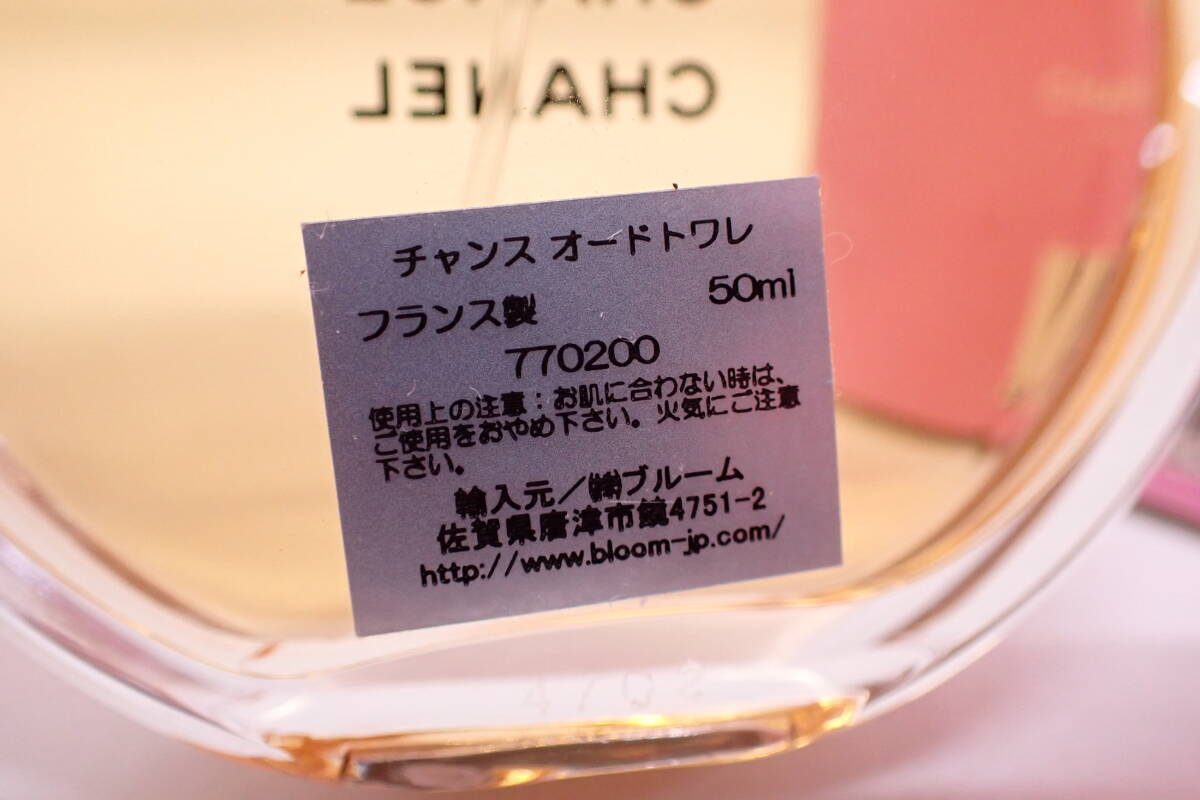 CHANCE
CHANEL
チャンス オードトワレ
フランス製 50ml
770200
使用上の注意：お肌に合わない時は、
ご使用をおやめ下さい。火気にご注意
下さい。
輸入元／㈱ブルーム
佐賀県唐津市鏡4751-2
http://www.bloom-jp.com/
4702